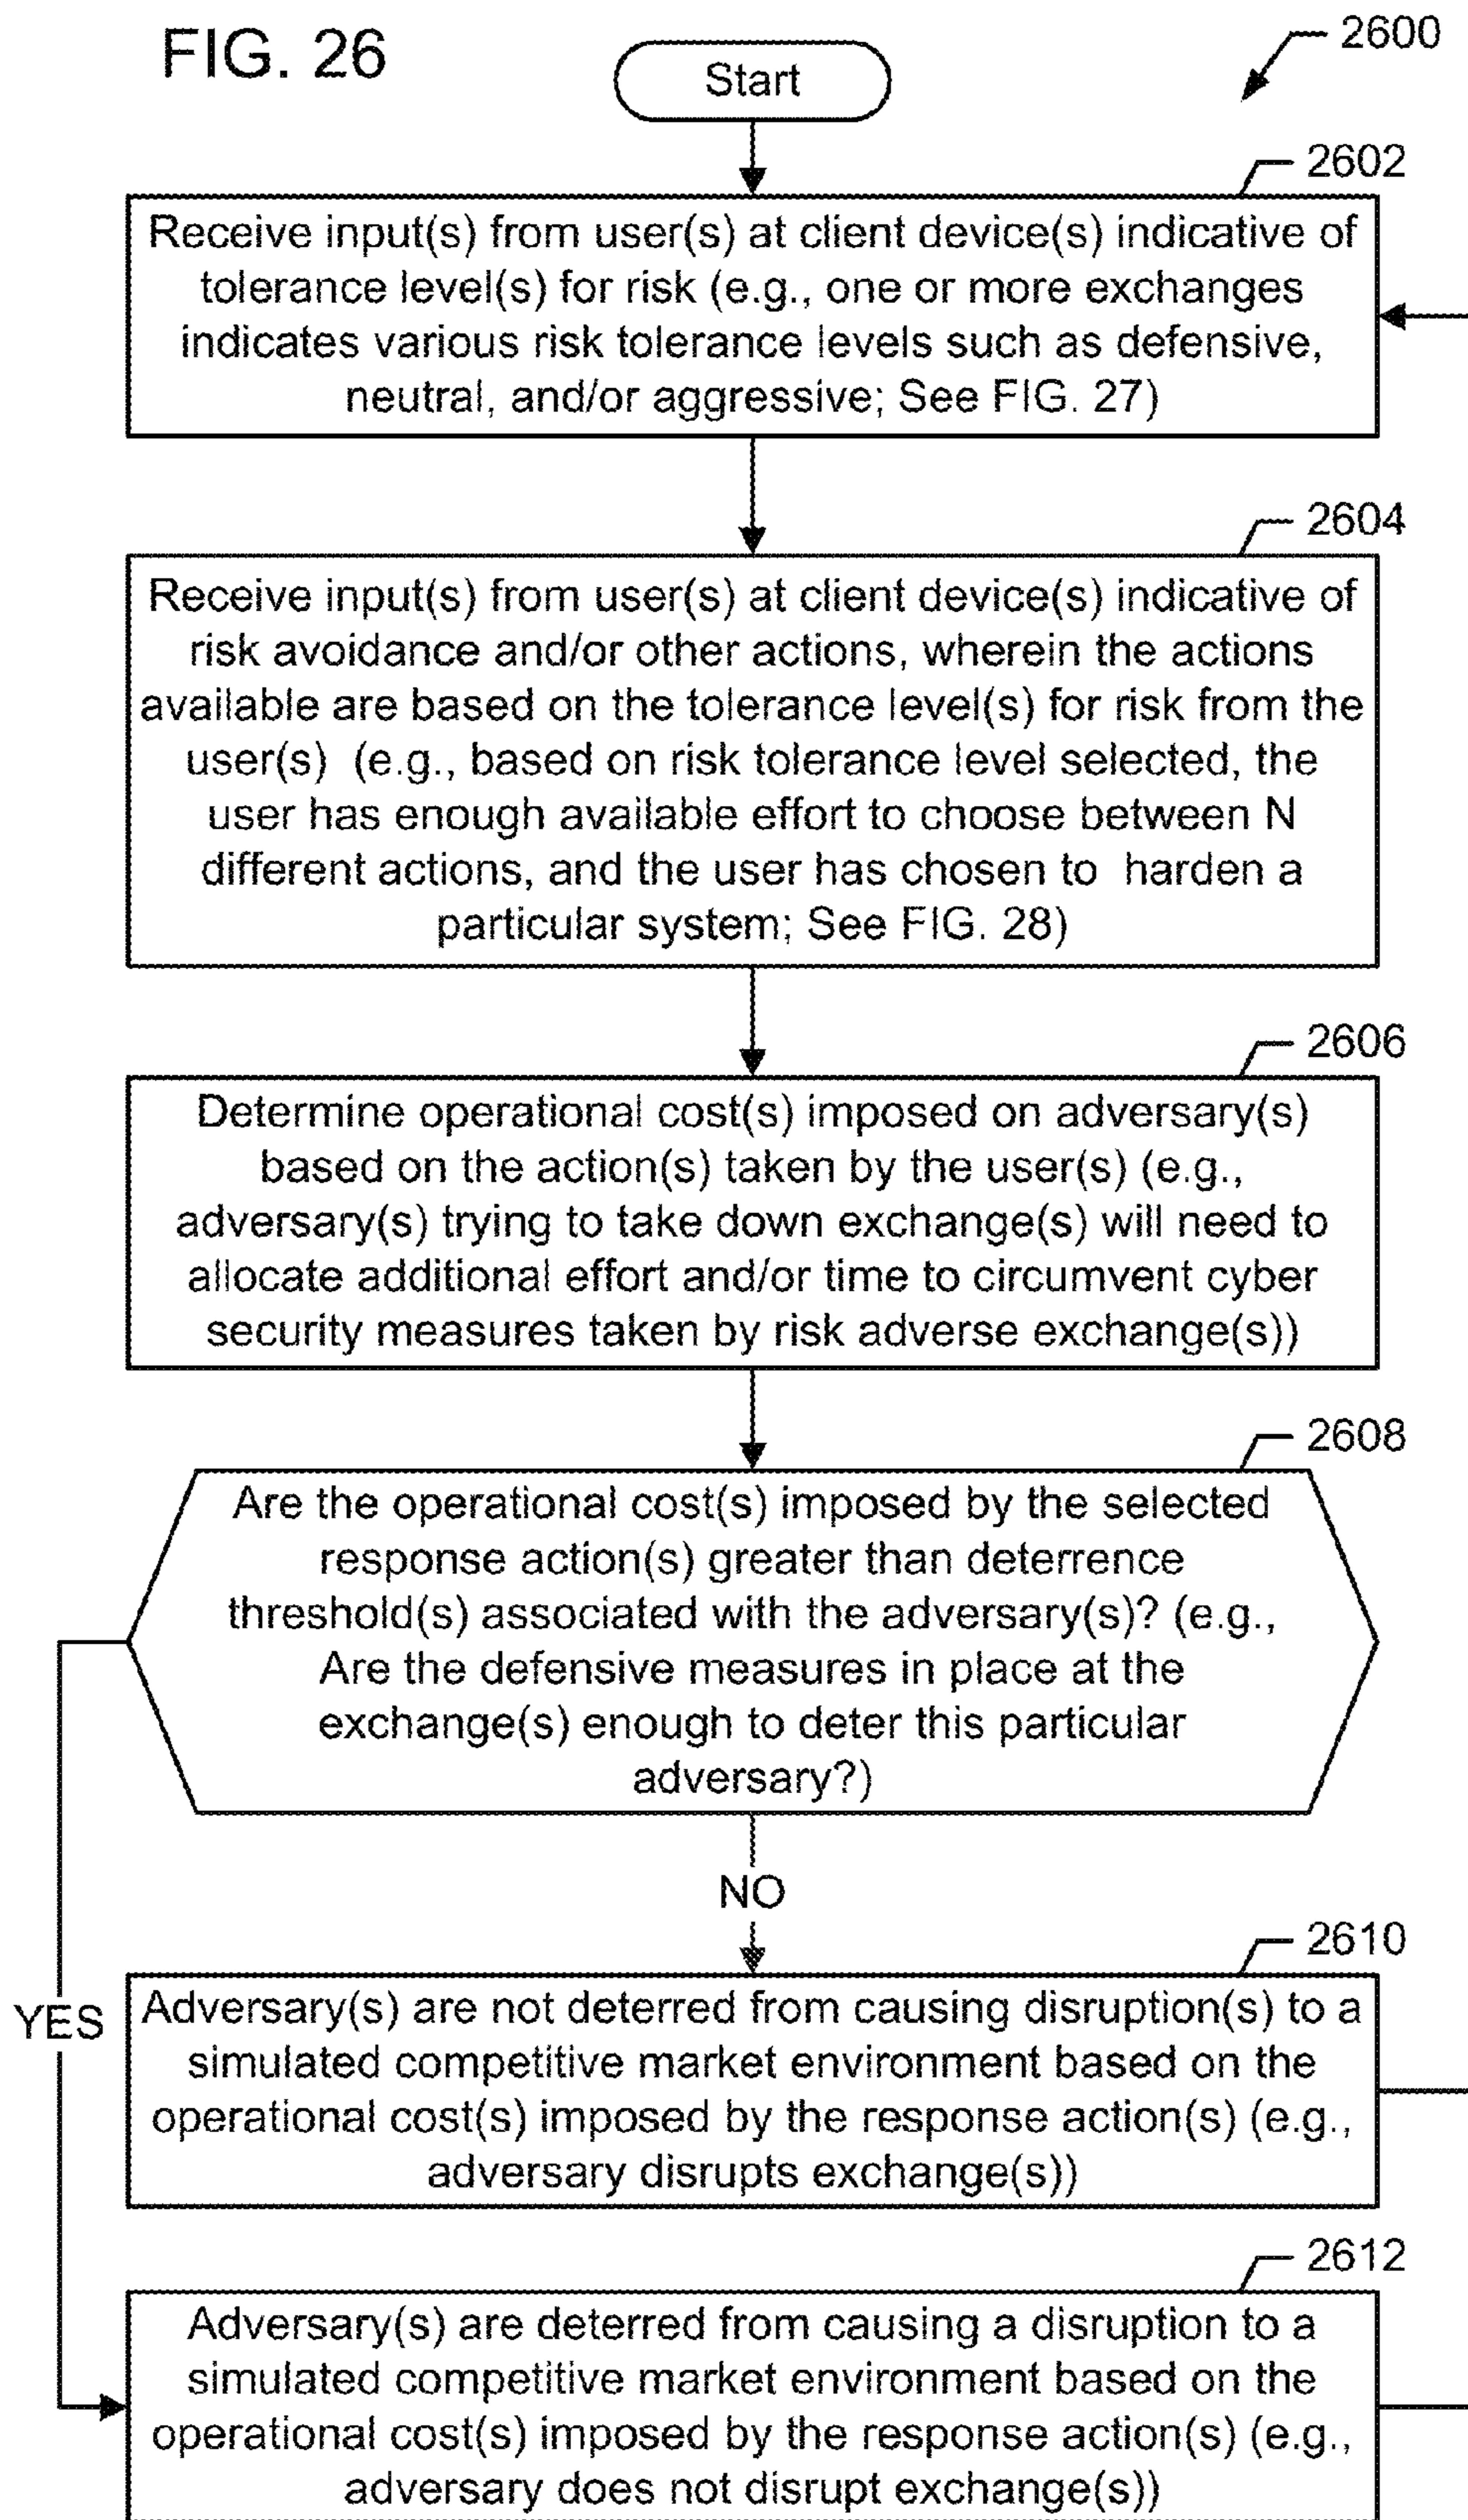 FIG. 26
2600
Start
2602
Receive input(s) from user(s) at client device(s) indicative of
tolerance level(s) for risk (e.g., one or more exchanges
indicates various risk tolerance levels such as defensive,
neutral, and/or aggressive; See FIG. 27)
2604
Receive input(s) from user(s) at client device(s) indicative of
risk avoidance and/or other actions, wherein the actions
available are based on the tolerance level(s) for risk from the
user(s) (e.g., based on risk tolerance level selected, the
user has enough available effort to choose between N
different actions, and the user has chosen to harden a
particular system; See FIG. 28)
2606
Determine operational cost(s) imposed on adversary(s)
based on the action(s) taken by the user(s) (e.g.,
adversary(s) trying to take down exchange(s) will need to
allocate additional effort and/or time to circumvent cyber
security measures taken by risk adverse exchange(s))
2608
Are the operational cost(s) imposed by the selected
response action(s) greater than deterrence
threshold(s) associated with the adversary(s)? (e.g.,
Are the defensive measures in place at the
exchange(s) enough to deter this particular
adversary?)
NO
2610
YES
Adversary(s) are not deterred from causing disruption(s) to a
simulated competitive market environment based on the
operational cost(s) imposed by the response action(s) (e.g.,
adversary disrupts exchange(s))
2612
Adversary(s) are deterred from causing a disruption to a
simulated competitive market environment based on the
operational cost(s) imposed by the response action(s) (e.g.,
adversary does not disrupt exchange(s))